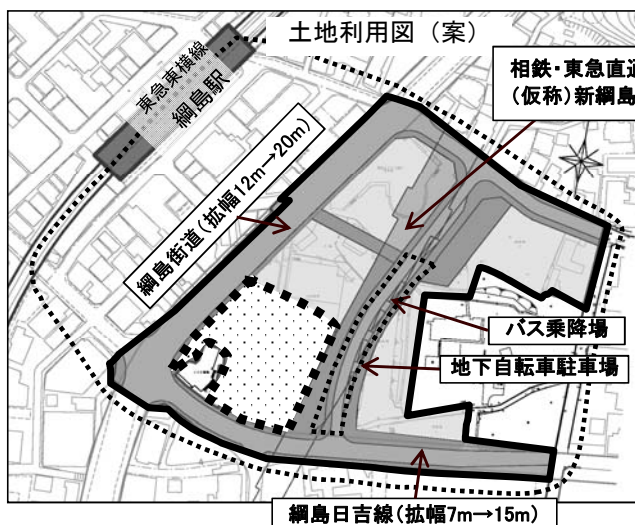 土地利用図（案）
相鉄・東急直通
(仮称)新綱島
東急東横線
綱島駅
綱島街道(拡幅12m→20m)
バス乗降場
地下自転車駐車場
綱島日吉線(拡幅7m→15m)